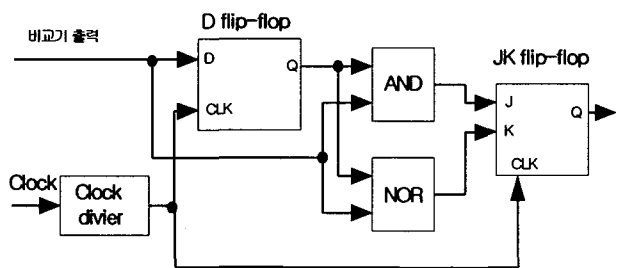 D flip-flop
비교기 출력
D
Q
CLK
AND
JK flip-flop
J
Q
K
CLK
NOR
Clock
Clock
divier